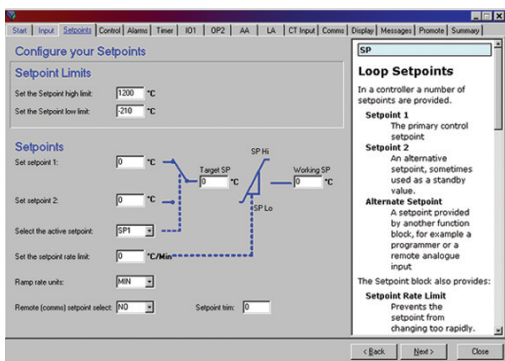 Start Input Setpoints Control Alarms Timer IO1 OP2 AA LA CT Input Comms Display Messages Promote Summary
Configure your Setpoints
Setpoint Limits
Set the Setpoint high limit: 1200 °C
Set the Setpoint low limit: -210 °C
Setpoints
SP Hi
Set setpoint 1: 0 °C
Target SP
0 °C
Working SP
0 °C
Set setpoint 2: 0 °C
SP Lo
Select the active setpoint: SP1
Set the setpoint rate limit: 0 °C/Min
Ramp rate units: MIN
Remote (comms) setpoint select: NO
Setpoint trim: 0
SP
Loop Setpoints
In a controller a number of
setpoints are provided.
Setpoint 1
The primary control
setpoint
Setpoint 2
An alternative
setpoint, sometimes
used as a standby
value.
Alternate Setpoint
A setpoint provided
by another function
block, for example a
programmer or a
remote analogue
input
The Setpoint block also provides:
Setpoint Rate Limit
Prevents the
setpoint from
changing too rapidly.
< Back Next > Close